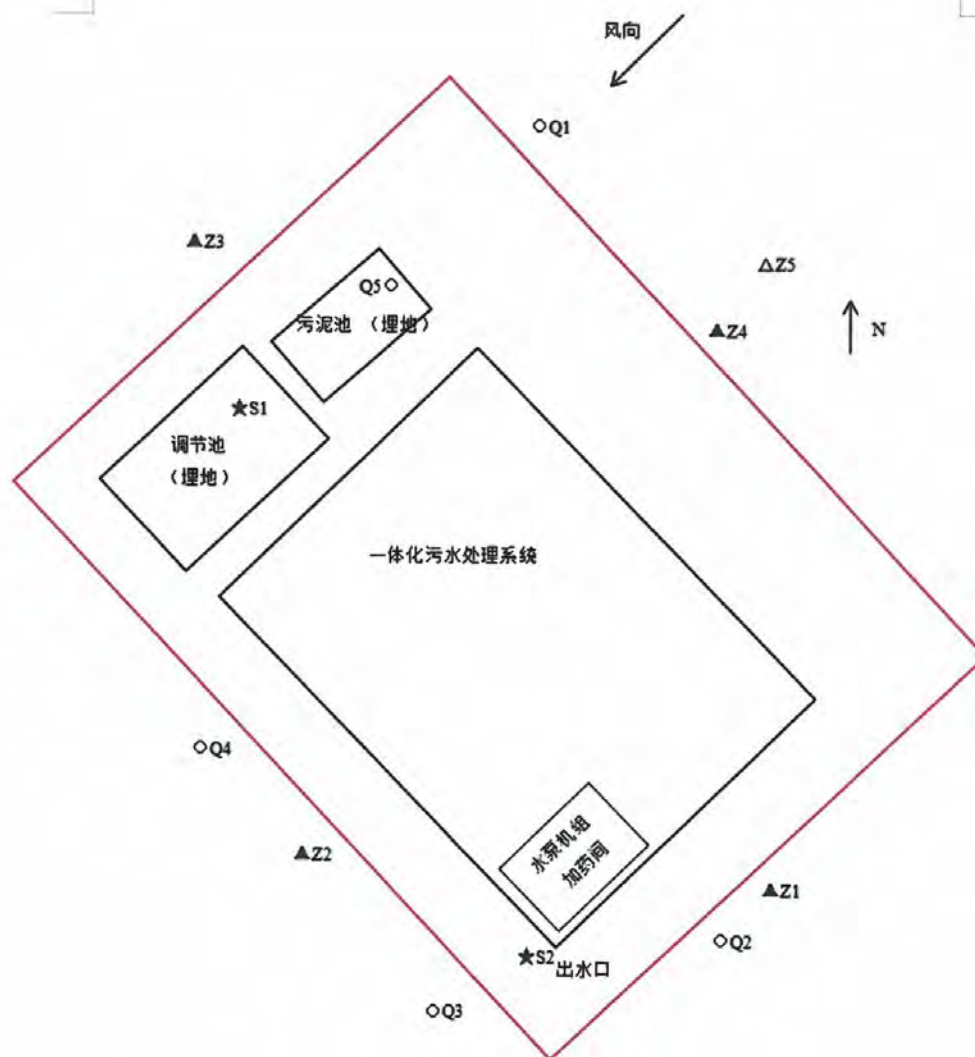 风向
○Q1
▲Z3
△Z5
Q5○
污泥池 （埋地）
▲Z4
N
★S1
调节池
（埋地）
一体化污水处理系统
○Q4
水泵机组
加药间
▲Z2
▲Z1
○Q2
★S2
出水口
○Q3